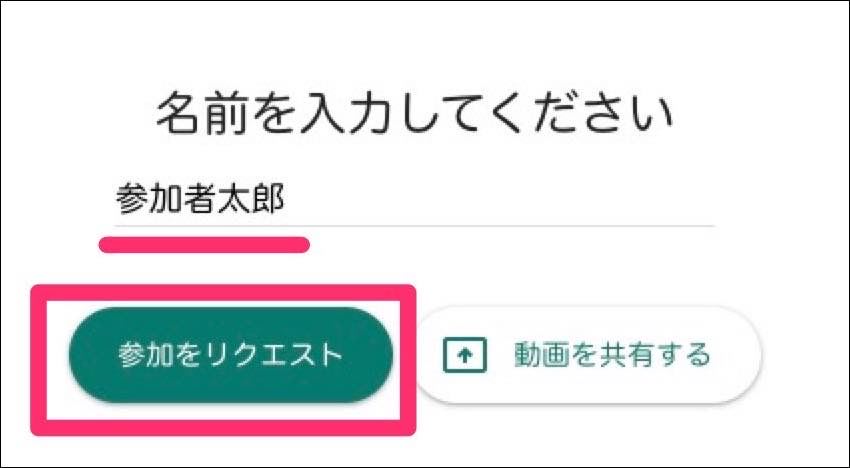 名前を入力してください
参加者太郎
参加をリクエスト
動画を共有する